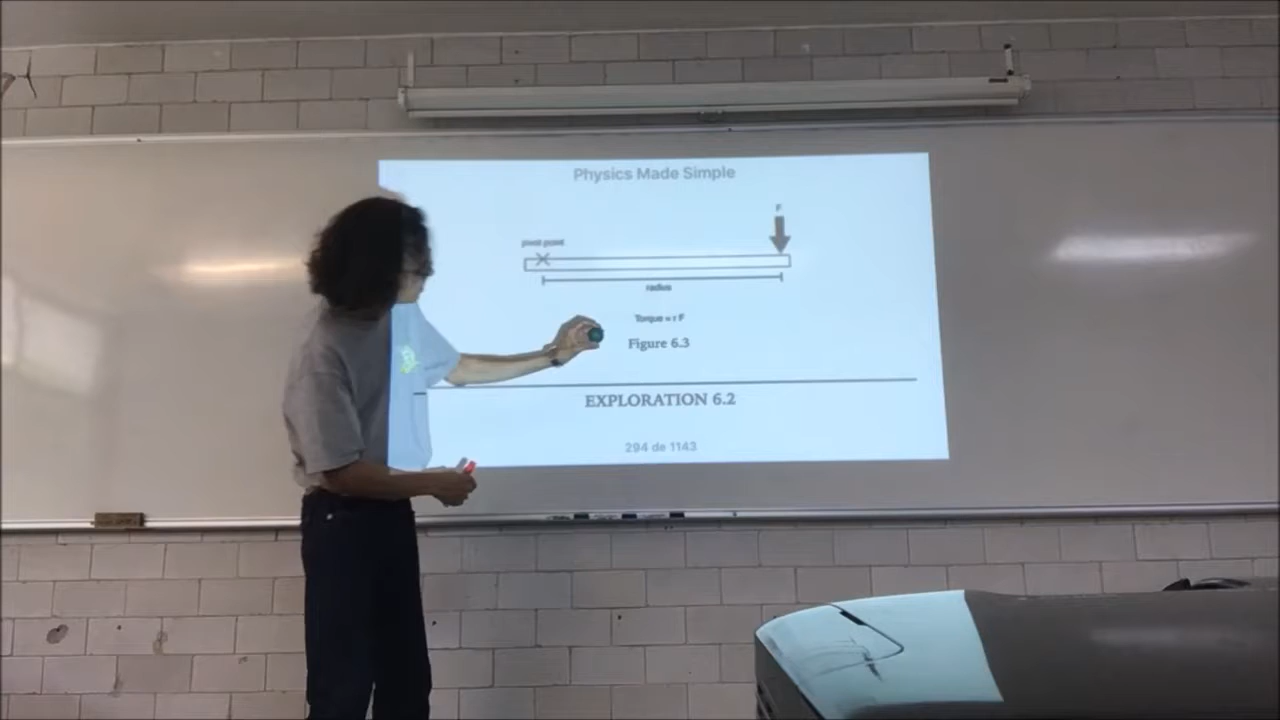 Physics Made Simple
F
pivot point
radius
Torque = r F
Figure 6.3
EXPLORATION 6.2
294 de 1143